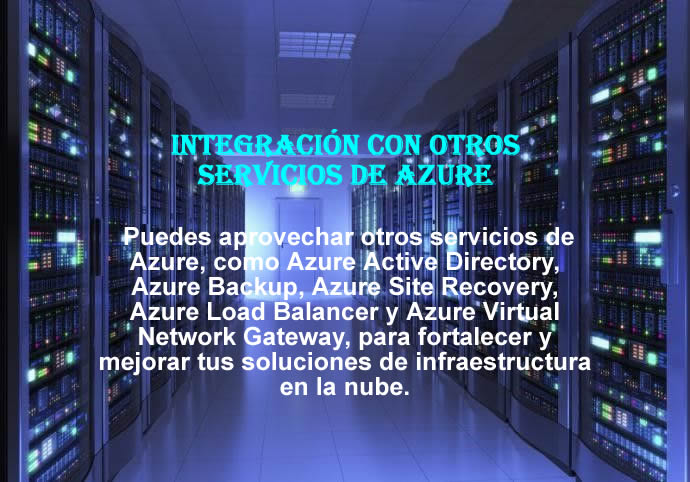 INTEGRACIÓN CON OTROS
SERVICIOS DE AZURE
Puedes aprovechar otros servicios de
Azure, como Azure Active Directory,
Azure Backup, Azure Site Recovery,
Azure Load Balancer y Azure Virtual
Network Gateway, para fortalecer y
mejorar tus soluciones de infraestructura
en la nube.